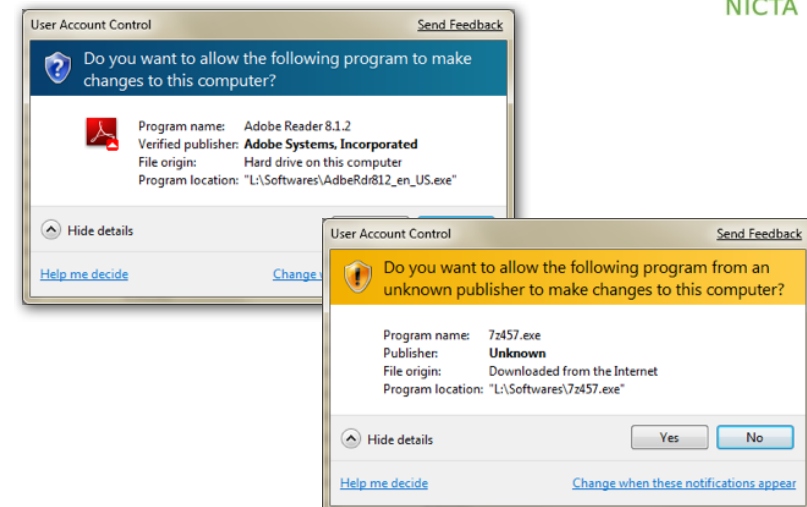 NICTA
User Account Control Send Feedback
Do you want to allow the following program to make
changes to this computer?
Program name: Adobe Reader 8.1.2
Verified publisher: Adobe Systems, Incorporated
File origin: Hard drive on this computer
Program location: "L:\Softwares\AdbeRdr812_en_US.exe"
Hide details
Help me decide Change
User Account Control Send Feedback
Do you want to allow the following program from an
unknown publisher to make changes to this computer?
Program name: 7z457.exe
Publisher: Unknown
File origin: Downloaded from the Internet
Program location: "L:\Softwares\7z457.exe"
Hide details Yes No
Help me decide Change when these notifications appear